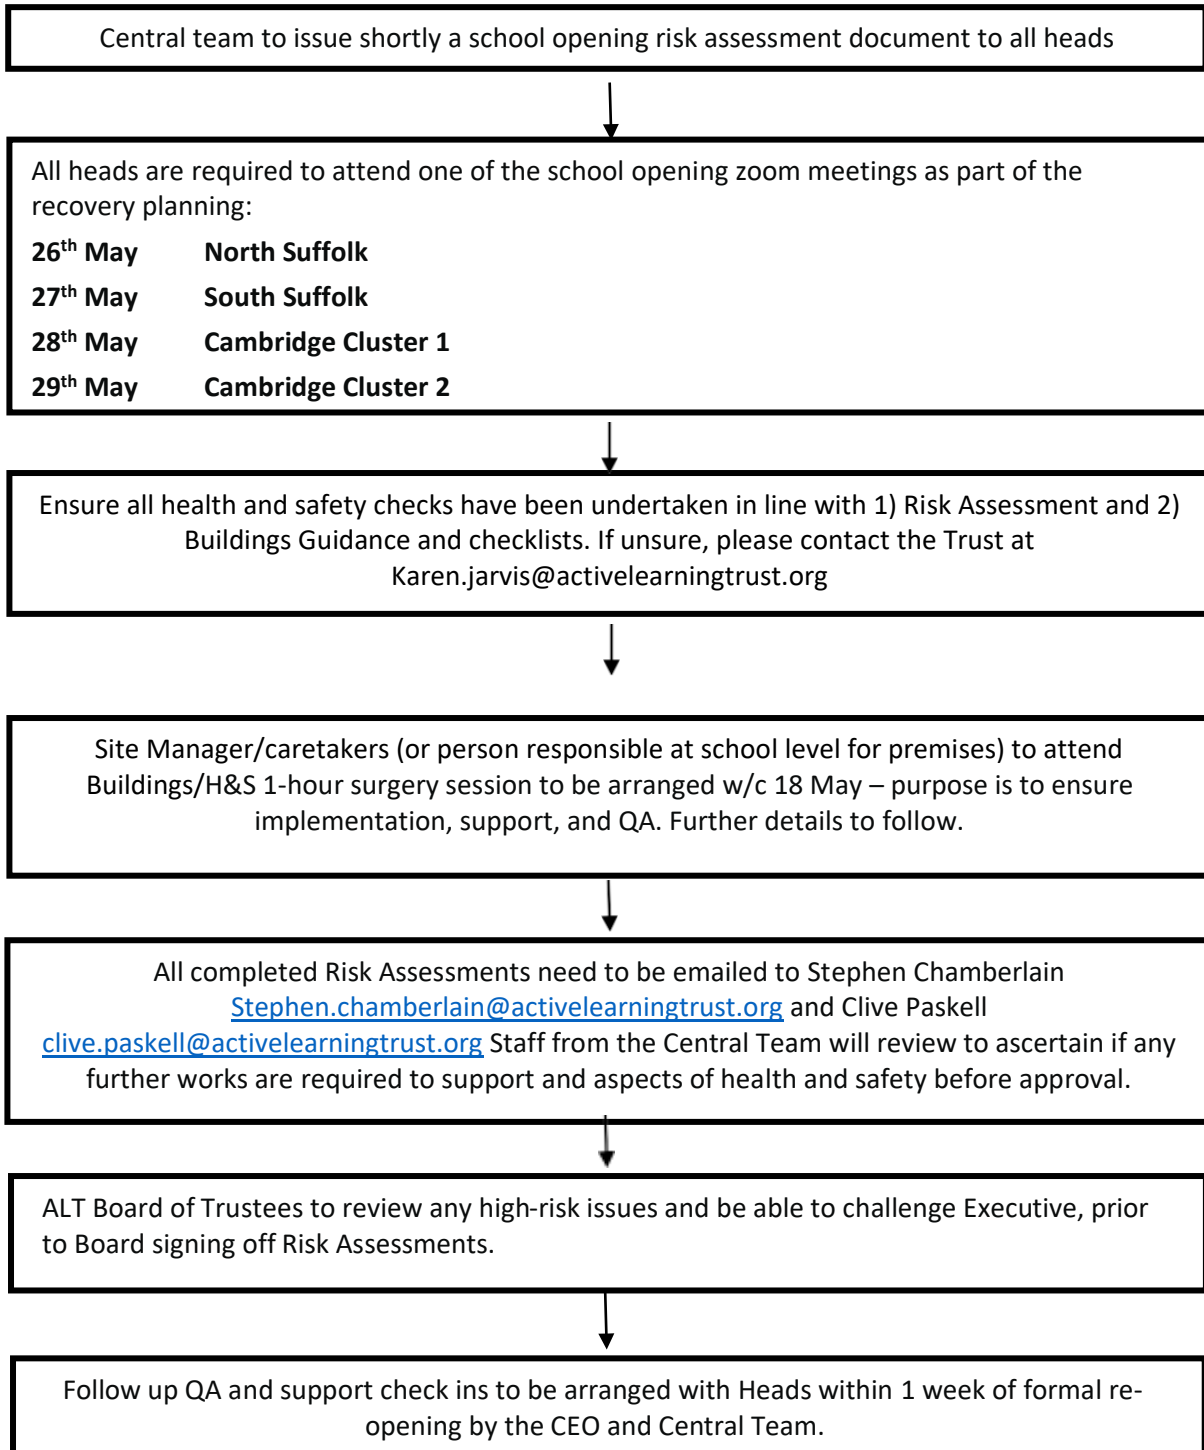 Central team to issue shortly a school opening risk assessment document to all heads
All heads are required to attend one of the school opening zoom meetings as part of the
recovery planning:
26th May North Suffolk
27th May South Suffolk
28th May Cambridge Cluster 1
29th May Cambridge Cluster 2
Ensure all health and safety checks have been undertaken in line with 1) Risk Assessment and 2)
Buildings Guidance and checklists. If unsure, please contact the Trust at
Karen.jarvis@activelearningtrust.org
Site Manager/caretakers (or person responsible at school level for premises) to attend
Buildings/H&S 1-hour surgery session to be arranged w/c 18 May – purpose is to ensure
implementation, support, and QA. Further details to follow.
All completed Risk Assessments need to be emailed to Stephen Chamberlain
Stephen.chamberlain@activelearningtrust.org and Clive Paskell
clive.paskell@activelearningtrust.org Staff from the Central Team will review to ascertain if any
further works are required to support and aspects of health and safety before approval.
ALT Board of Trustees to review any high-risk issues and be able to challenge Executive, prior
to Board signing off Risk Assessments.
Follow up QA and support check ins to be arranged with Heads within 1 week of formal re-
opening by the CEO and Central Team.